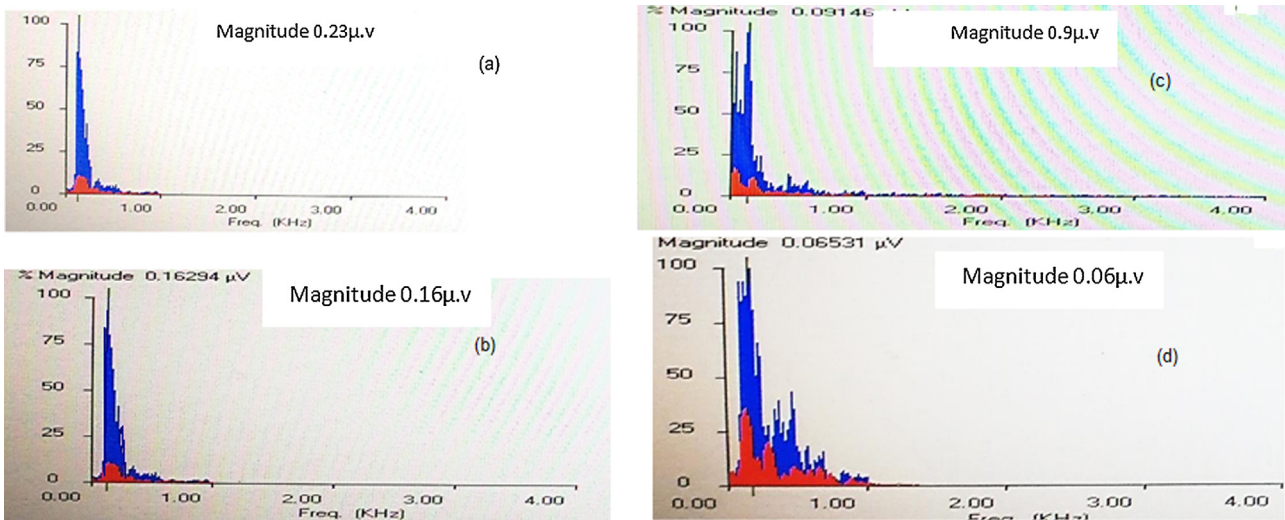 Magnitude 0.23µ.v
(a)
100
75
50
25
0
0.00 1.00 2.00 3.00 4.00
Freq. (KHz)
% Magnitude 0.09146
Magnitude 0.9µ.v
(c)
100
75
50
25
0
0.00 1.00 2.00 3.00 4.00
Freq. (KHz)
% Magnitude 0.16294 µV
Magnitude 0.16µ.v
(b)
100
75
50
25
0
0.00 1.00 2.00 3.00 4.00
Freq. (KHz)
Magnitude 0.06531 µV
Magnitude 0.06µ.v
(d)
100
75
50
25
0
0.00 1.00 2.00 3.00 4.00
Freq. (KHz)